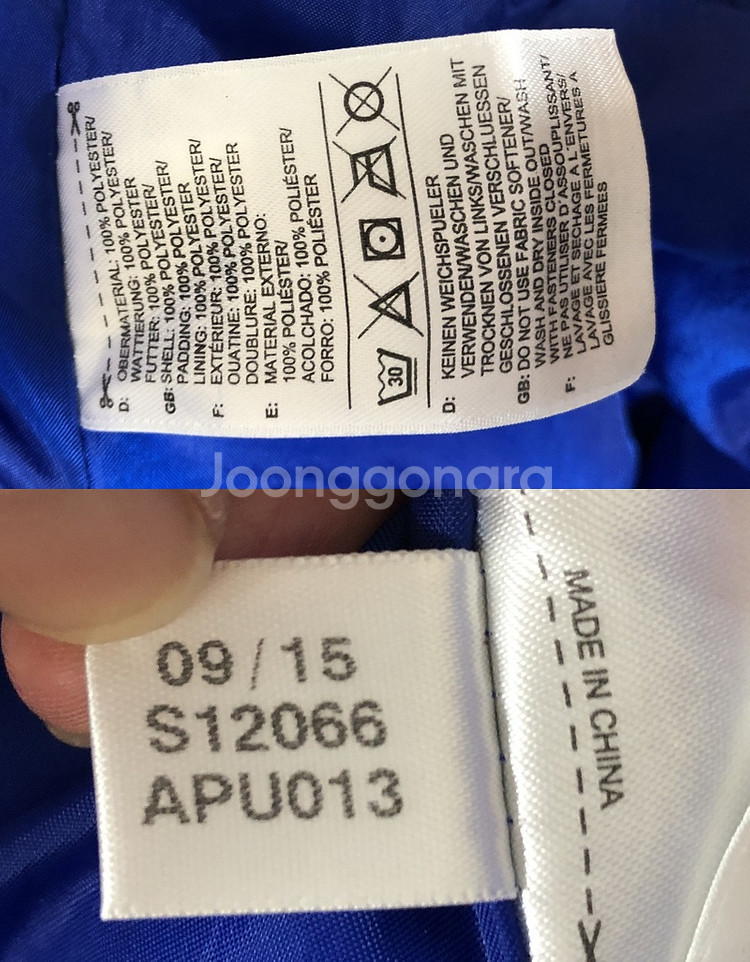 D: OBERMATERIAL: 100% POLYESTER/
WATTIERUNG: 100% POLYESTER/
FUTTER: 100% POLYESTER
GB: SHELL: 100% POLYESTER/
PADDING: 100% POLYESTER/
LINING: 100% POLYESTER
F: EXTÉRIEUR: 100% POLYESTER/
OUATINE: 100% POLYESTER/
DOUBLURE: 100% POLYESTER
E: MATERIAL EXTERNO:
100% POLIÉSTER/
ACOLCHADO: 100% POLIÉSTER/
FORRO: 100% POLIÉSTER
30
D: KEINEN WEICHSPUELER
VERWENDEN/WASCHEN UND
TROCKNEN VON LINKS/WASCHEN MIT
GESCHLOSSENEN VERSCHLUESSEN
GB: DO NOT USE FABRIC SOFTENER/
WASH AND DRY INSIDE OUT/WASH
WITH FASTENERS CLOSED
F: NE PAS UTILISER D'ASSOUPLISSANT/
LAVAGE ET SECHAGE A L'ENVERS/
LAVAGE AVEC LES FERMETURES A
GLISSIERE FERMEES
Joonggonara
09/15
S12066
APU013
MADE IN CHINA